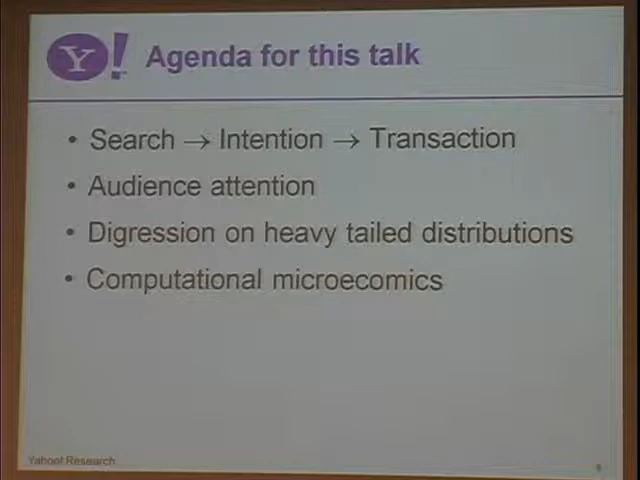 Y!
Agenda for this talk
• Search → Intention → Transaction
• Audience attention
• Digression on heavy tailed distributions
• Computational microecomics
Yahoo! Research